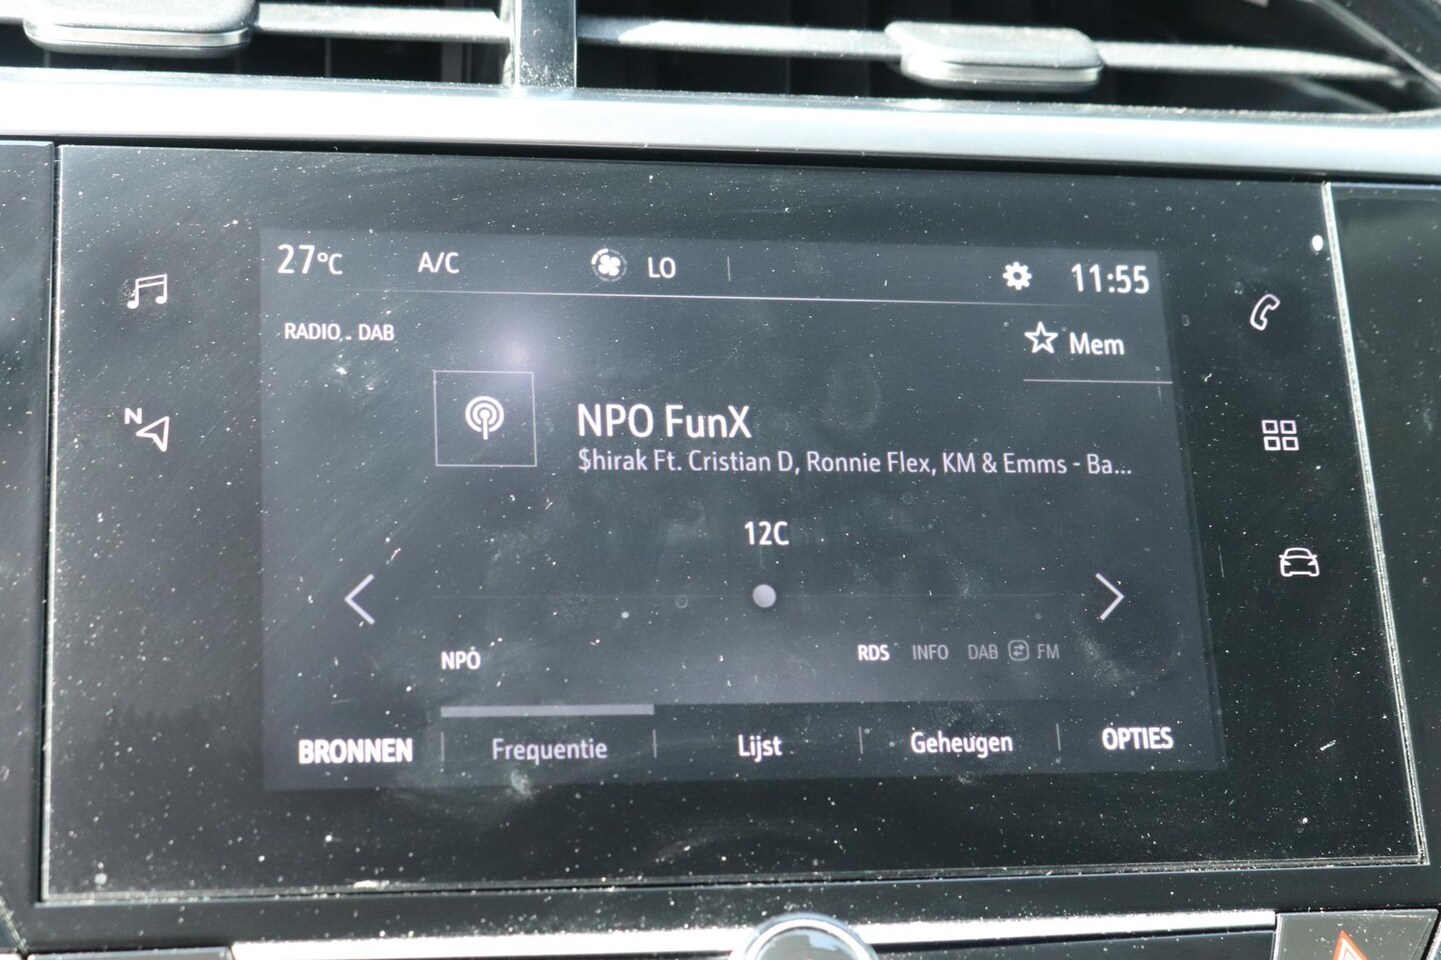 27°C A/C LO 11:55
RADIO.. DAB
Mem
N
NPO FunX
$hirak Ft. Cristian D, Ronnie Flex, KM & Emms - Ba...
12C
NPO RDS INFO DAB FM
BRONNEN Frequentie Lijst Geheugen OPTIES